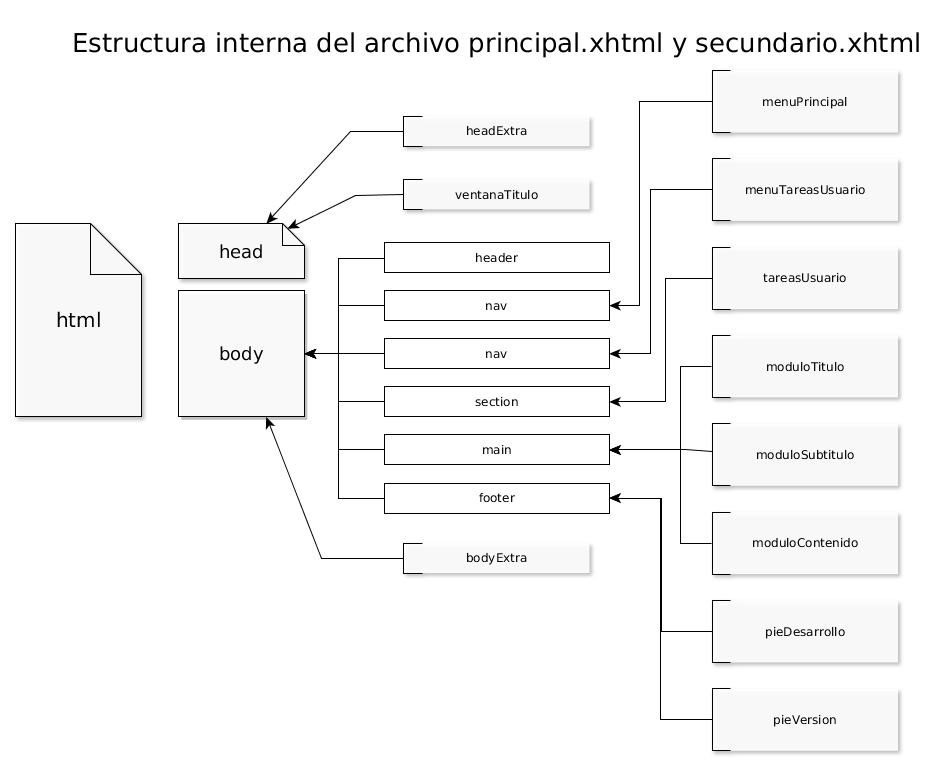 Estructura interna del archivo principal.xhtml y secundario.xhtml
menuPrincipal
headExtra
menuTareasUsuario
ventanaTitulo
head
header
tareasUsuario
nav
html
body
nav
moduloTitulo
section
main
moduloSubtitulo
footer
moduloContenido
bodyExtra
pieDesarrollo
pieVersion